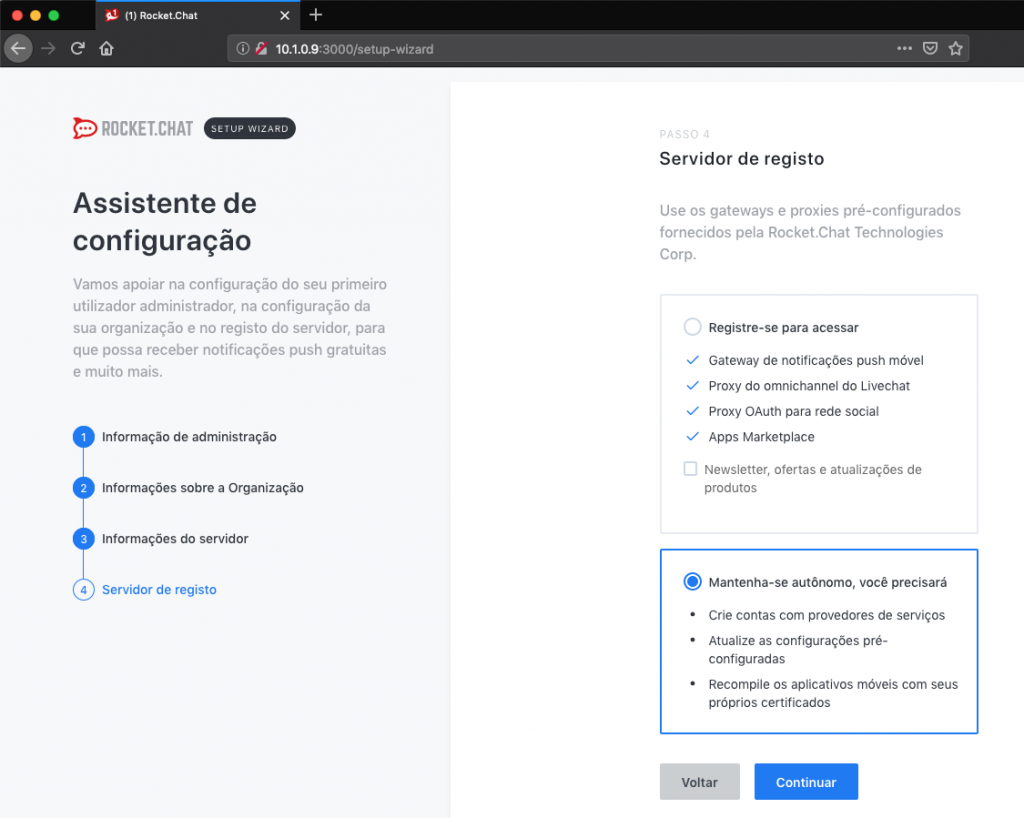 (1) Rocket.Chat
10.1.0.9:3000/setup-wizard
ROCKET.CHAT SETUP WIZARD
Assistente de
configuração
Vamos apoiar na configuração do seu primeiro
utilizador administrador, na configuração da
sua organização e no registo do servidor, para
que possa receber notificações push gratuitas
e muito mais.
1 Informação de administração
2 Informações sobre a Organização
3 Informações do servidor
4 Servidor de registo
PASSO 4
Servidor de registo
Use os gateways e proxies pré-configurados
fornecidos pela Rocket.Chat Technologies
Corp.
Registre-se para acessar
Gateway de notificações push móvel
Proxy do omnichannel do Livechat
Proxy OAuth para rede social
Apps Marketplace
Newsletter, ofertas e atualizações de
produtos
Mantenha-se autônomo, você precisará
• Crie contas com provedores de serviços
• Atualize as configurações pré-
configuradas
• Recompile os aplicativos móveis com seus
próprios certificados
Voltar Continuar